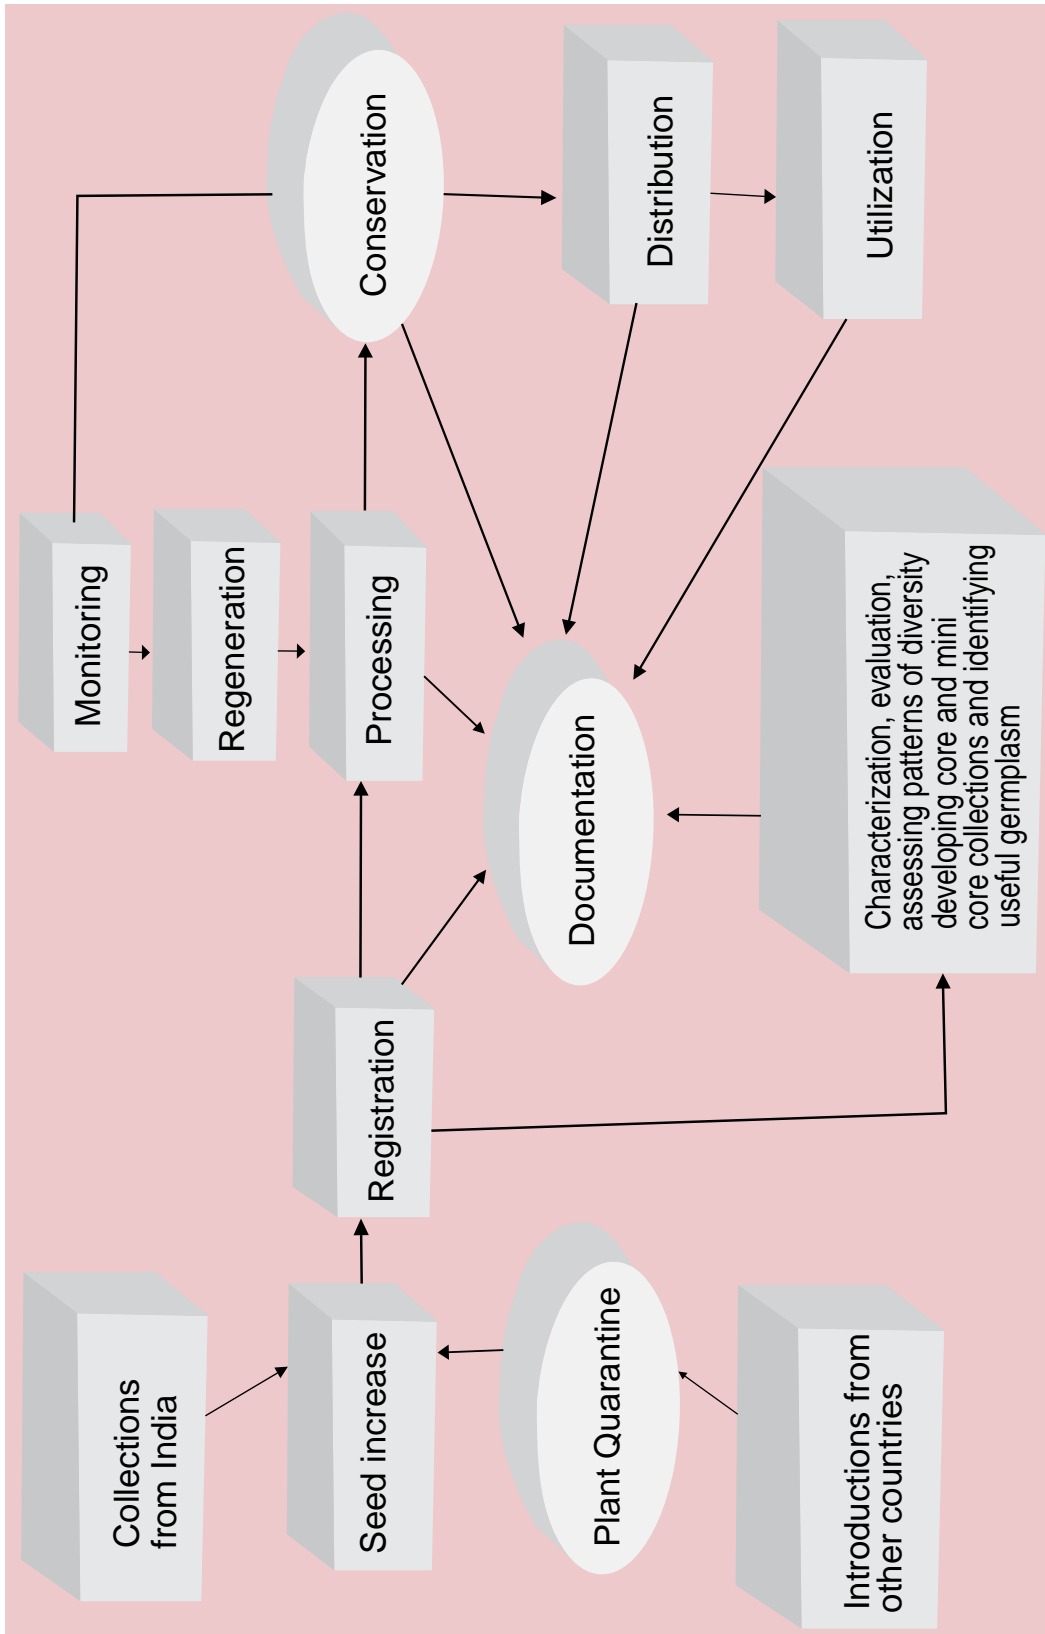 Collections
from India
Seed increase
Plant Quarantine
Introductions from
other countries
Registration
Monitoring
Regeneration
Processing
Documentation
Characterization, evaluation,
assessing patterns of diversity
developing core and mini
core collections and identifying
useful germplasm
Conservation
Distribution
Utilization